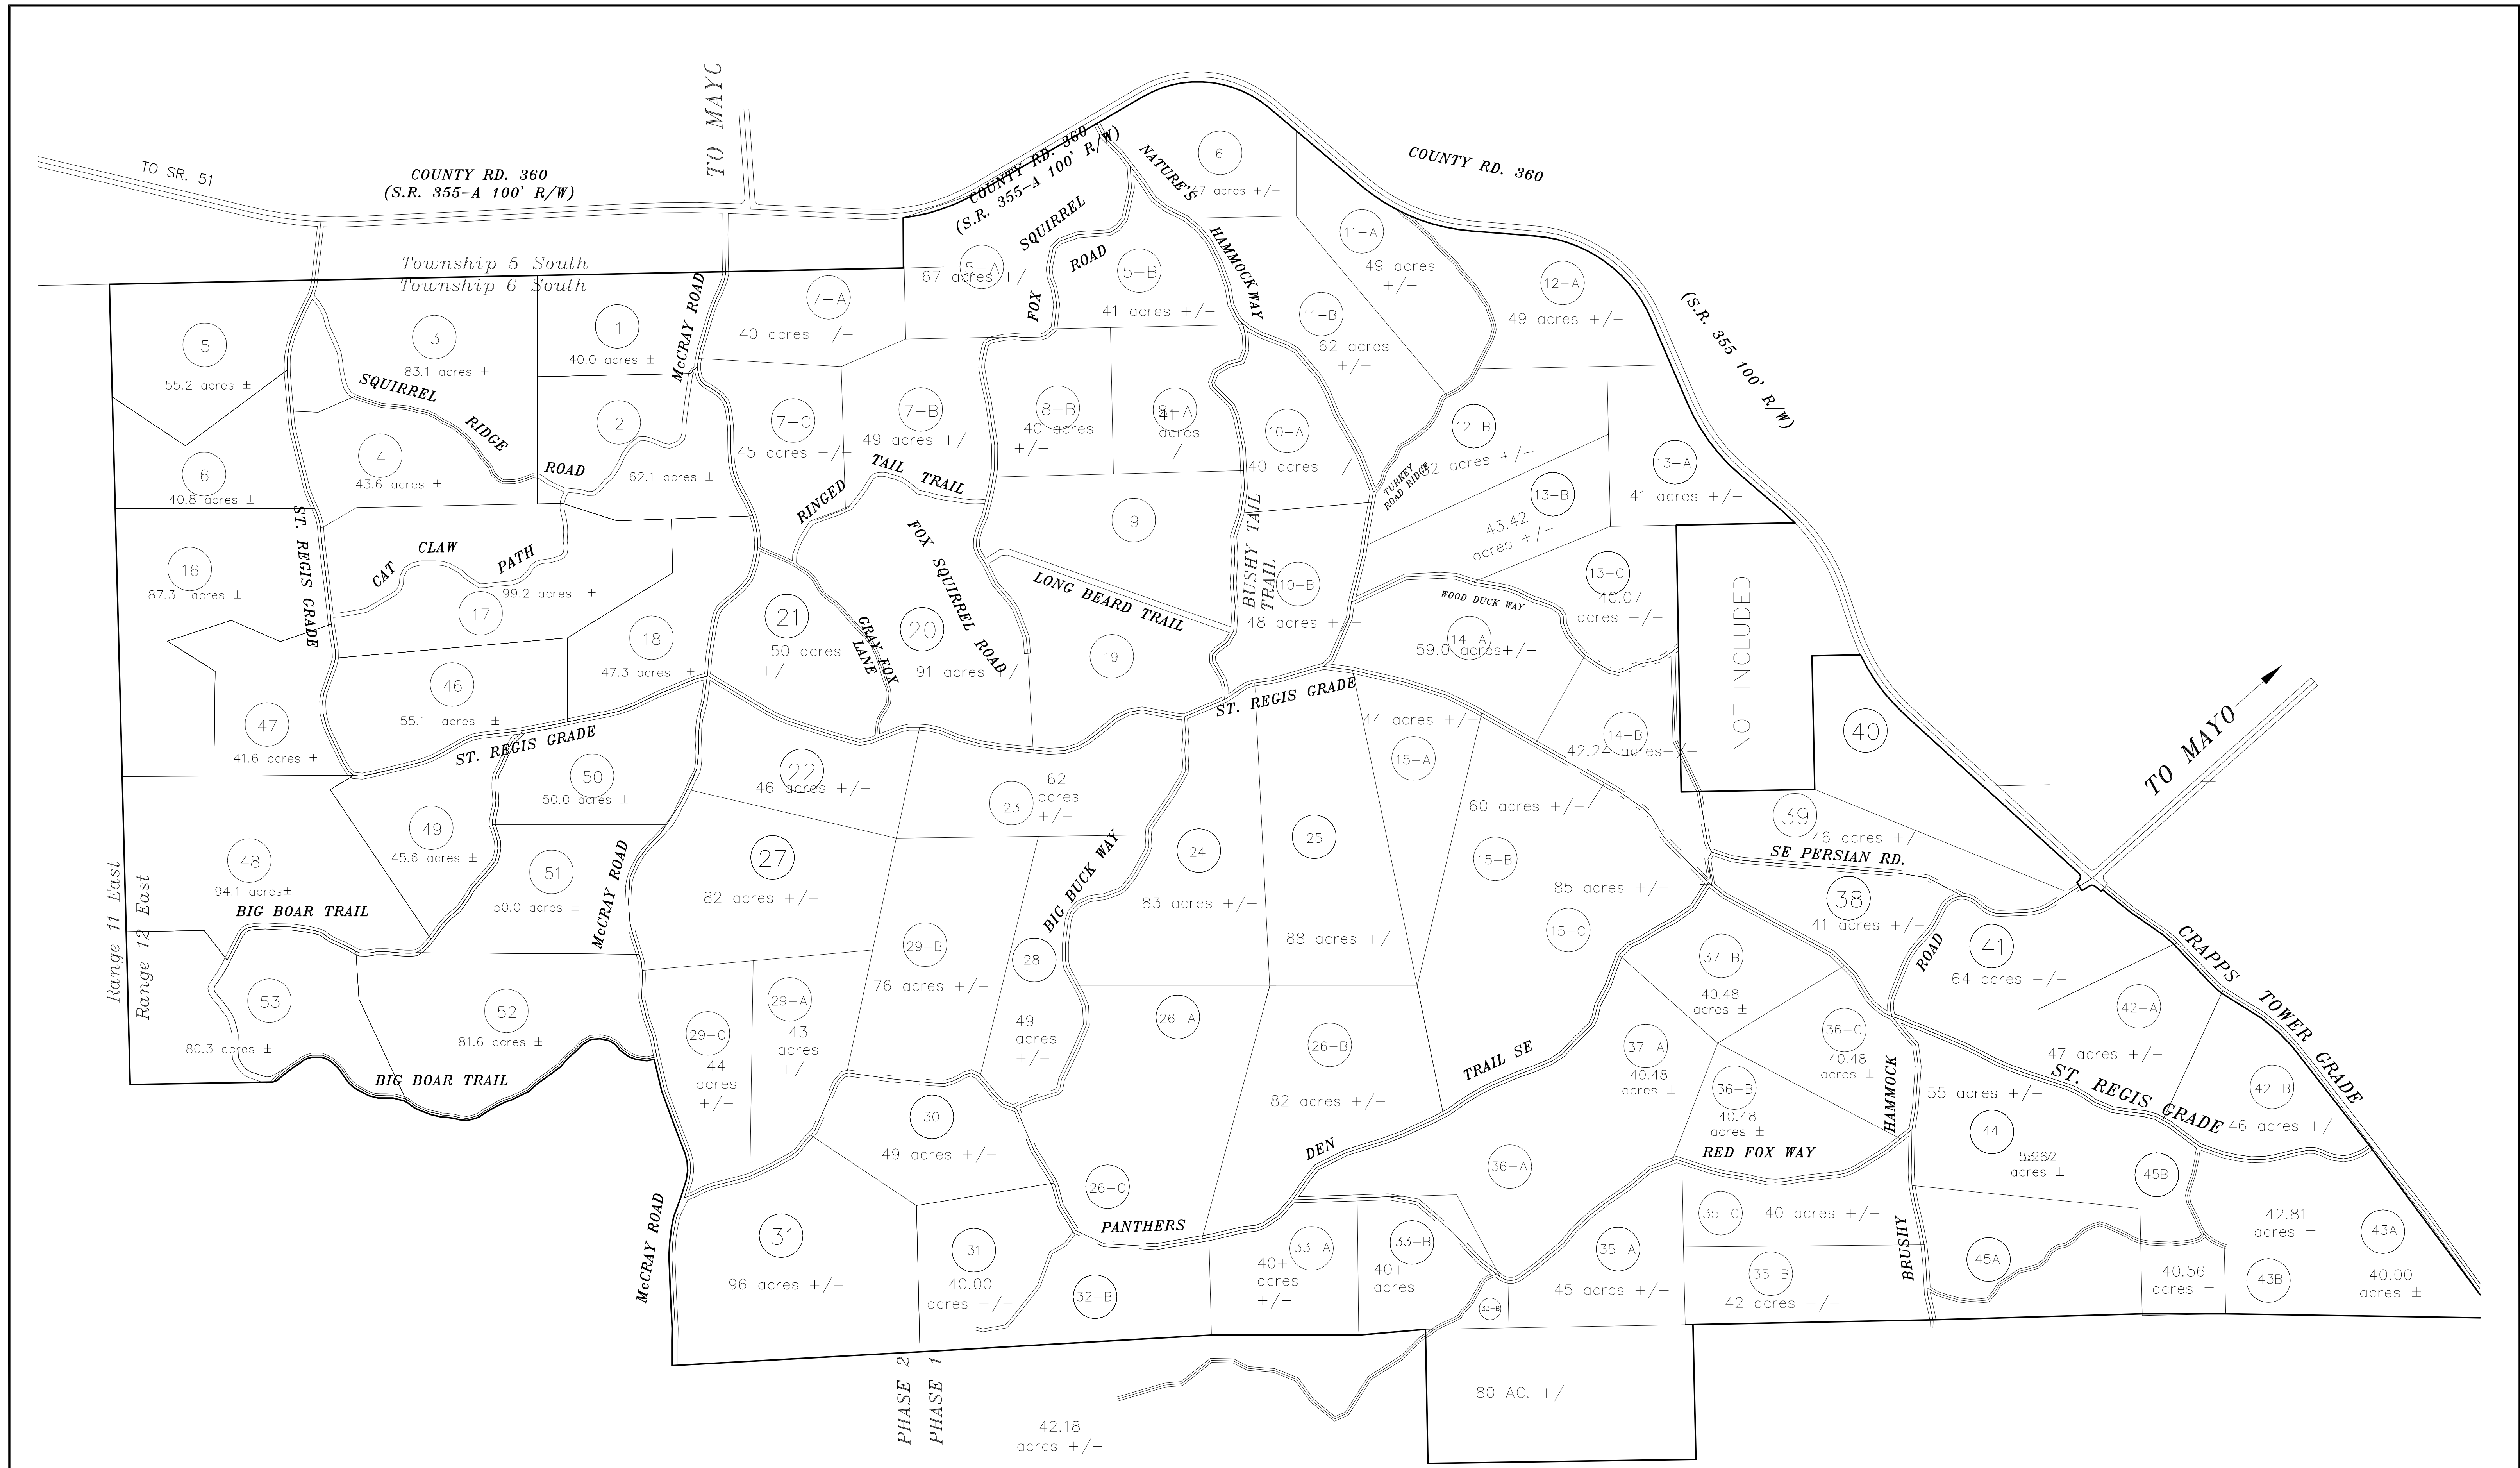 TO MAYO
TO SR. 51
COUNTY RD. 360
(S.R. 355-A 100' R/W)
COUNTY RD. 360
(S.R. 355-A 100' R/W)
COUNTY RD. 360
(S.R. 355 100' R/W)
Township 5 South
Township 6 South
NATURE'S
HAMMOCK WAY
6
47 acres +/-
SQUIRREL
FOX
ROAD
5-A
67 acres +/-
5-B
41 acres +/-
11-A
49 acres
+/-
11-B
62 acres
+/-
12-A
49 acres +/-
5
55.2 acres ±
3
83.1 acres ±
1
40.0 acres ±
McCRAY ROAD
7-A
40 acres _/-
SQUIRREL
RIDGE
ROAD
2
62.1 acres ±
4
43.6 acres ±
6
40.8 acres ±
7-C
45 acres +/-
7-B
49 acres +/-
8-B
40 acres
+/-
8-A
41
acres
+/-
10-A
40 acres +/-
12-B
TURKEY
ROAD RIDGE
13-A
41 acres +/-
13-B
43.42
acres +/-
RINGED
TAIL TRAIL
9
16
87.3 acres ±
ST. REGIS GRADE
CAT
CLAW
PATH
17
99.2 acres ±
18
47.3 acres ±
21
50 acres
+/-
GRAY FOX
LANE
20
91 acres +/-
FOX
SQUIRREL
ROAD
LONG BEARD TRAIL
19
BUSHY TAIL
TRAIL
10-B
48 acres +/-
WOOD DUCK WAY
13-C
40.07
acres +/-
14-A
59.0 acres+/-
14-B
42.24 acres+/-
NOT INCLUDED
40
TO MAYO
46
55.1 acres ±
47
41.6 acres ±
ST. REGIS GRADE
ST. REGIS GRADE
50
50.0 acres ±
22
46 acres +/-
23
62
acres
+/-
44 acres +/-
15-A
60 acres +/-
15-B
85 acres +/-
15-C
39
46 acres +/-
SE PERSIAN RD.
38
41 acres +/-
48
94.1 acres±
49
45.6 acres ±
51
50.0 acres ±
McCRAY ROAD
27
82 acres +/-
BIG BUCK WAY
24
83 acres +/-
25
88 acres +/-
BIG BOAR TRAIL
Range 11 East
Range 12 East
53
80.3 acres ±
52
81.6 acres ±
BIG BOAR TRAIL
29-C
44
acres
+/-
29-A
43
acres
+/-
29-B
76 acres +/-
28
49
acres
+/-
26-A
26-B
82 acres +/-
37-B
40.48
acres ±
37-A
40.48
acres ±
36-C
40.48
acres ±
36-B
40.48
acres ±
ROAD
41
64 acres +/-
CRAPPS
TOWER GRADE
42-A
47 acres +/-
42-B
46 acres +/-
ST. REGIS GRADE
HAMMOCK
55 acres +/-
44
acres ±
45B
30
49 acres +/-
26-C
PANTHERS
DEN
TRAIL SE
36-A
RED FOX WAY
McCRAY ROAD
31
96 acres +/-
31
40.00
acres +/-
32-B
33-A
40+
acres
+/-
33-B
40+
acres
33-B
35-A
45 acres +/-
35-C
40 acres +/-
35-B
42 acres +/-
BRUSHY
45A
40.56
acres ±
42.81
acres ±
43B
43A
40.00
acres ±
PHASE 2
PHASE 1
42.18
acres +/-
80 AC. +/-